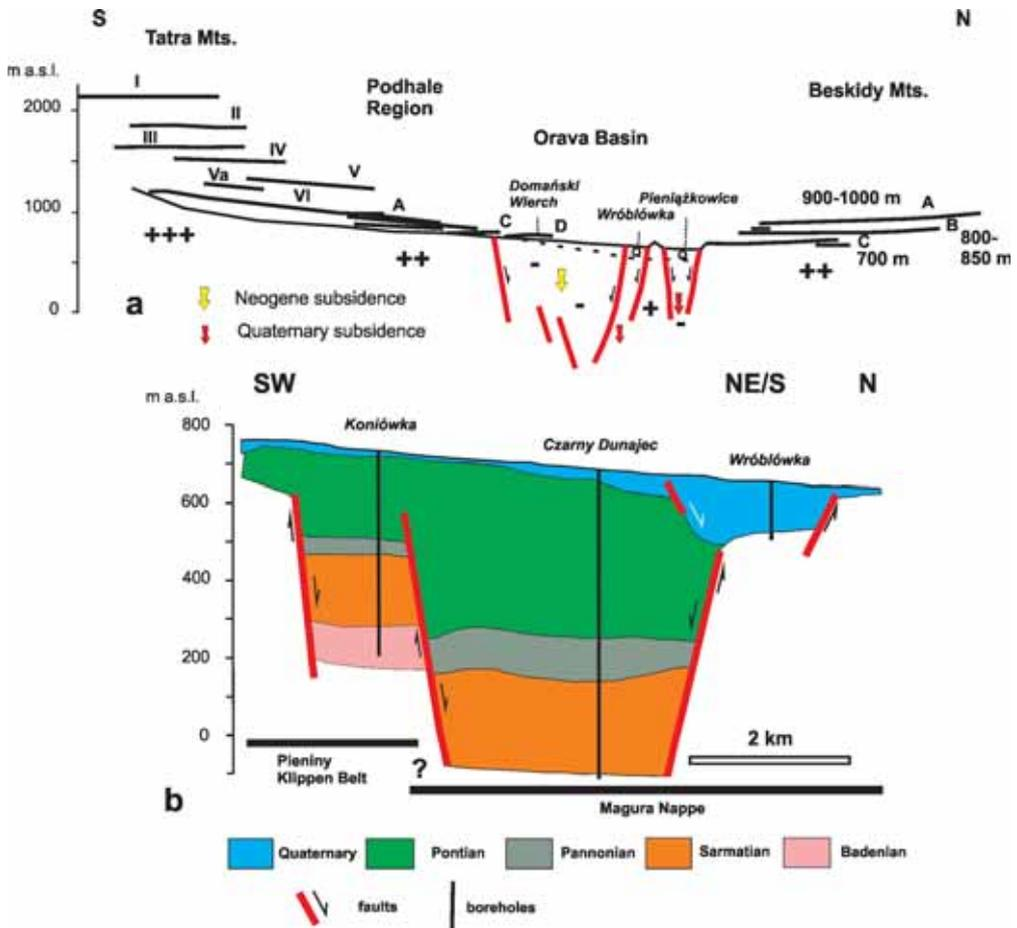 S
N
Tatra Mts.
m a.s.l.
I
Podhale
Region
Beskidy Mts.
2000
II
III
Orava Basin
IV
V
Va
VI
Domański
Wierch
Pieniążkowice
Wróblówka
900-1000 m
A
1000
A
C
D
B
C
800-
850 m
700 m
+++
++
-
++
-
+
-
0
a
Neogene subsidence
Quaternary subsidence
SW
NE/S
N
m a.s.l.
Koniówka
800
Czarny Dunajec
Wróblówka
600
400
200
0
2 km
Pieniny
Klippen Belt
?
b
Magura Nappe
Quaternary
Pontian
Pannonian
Sarmatian
Badenian
faults
boreholes